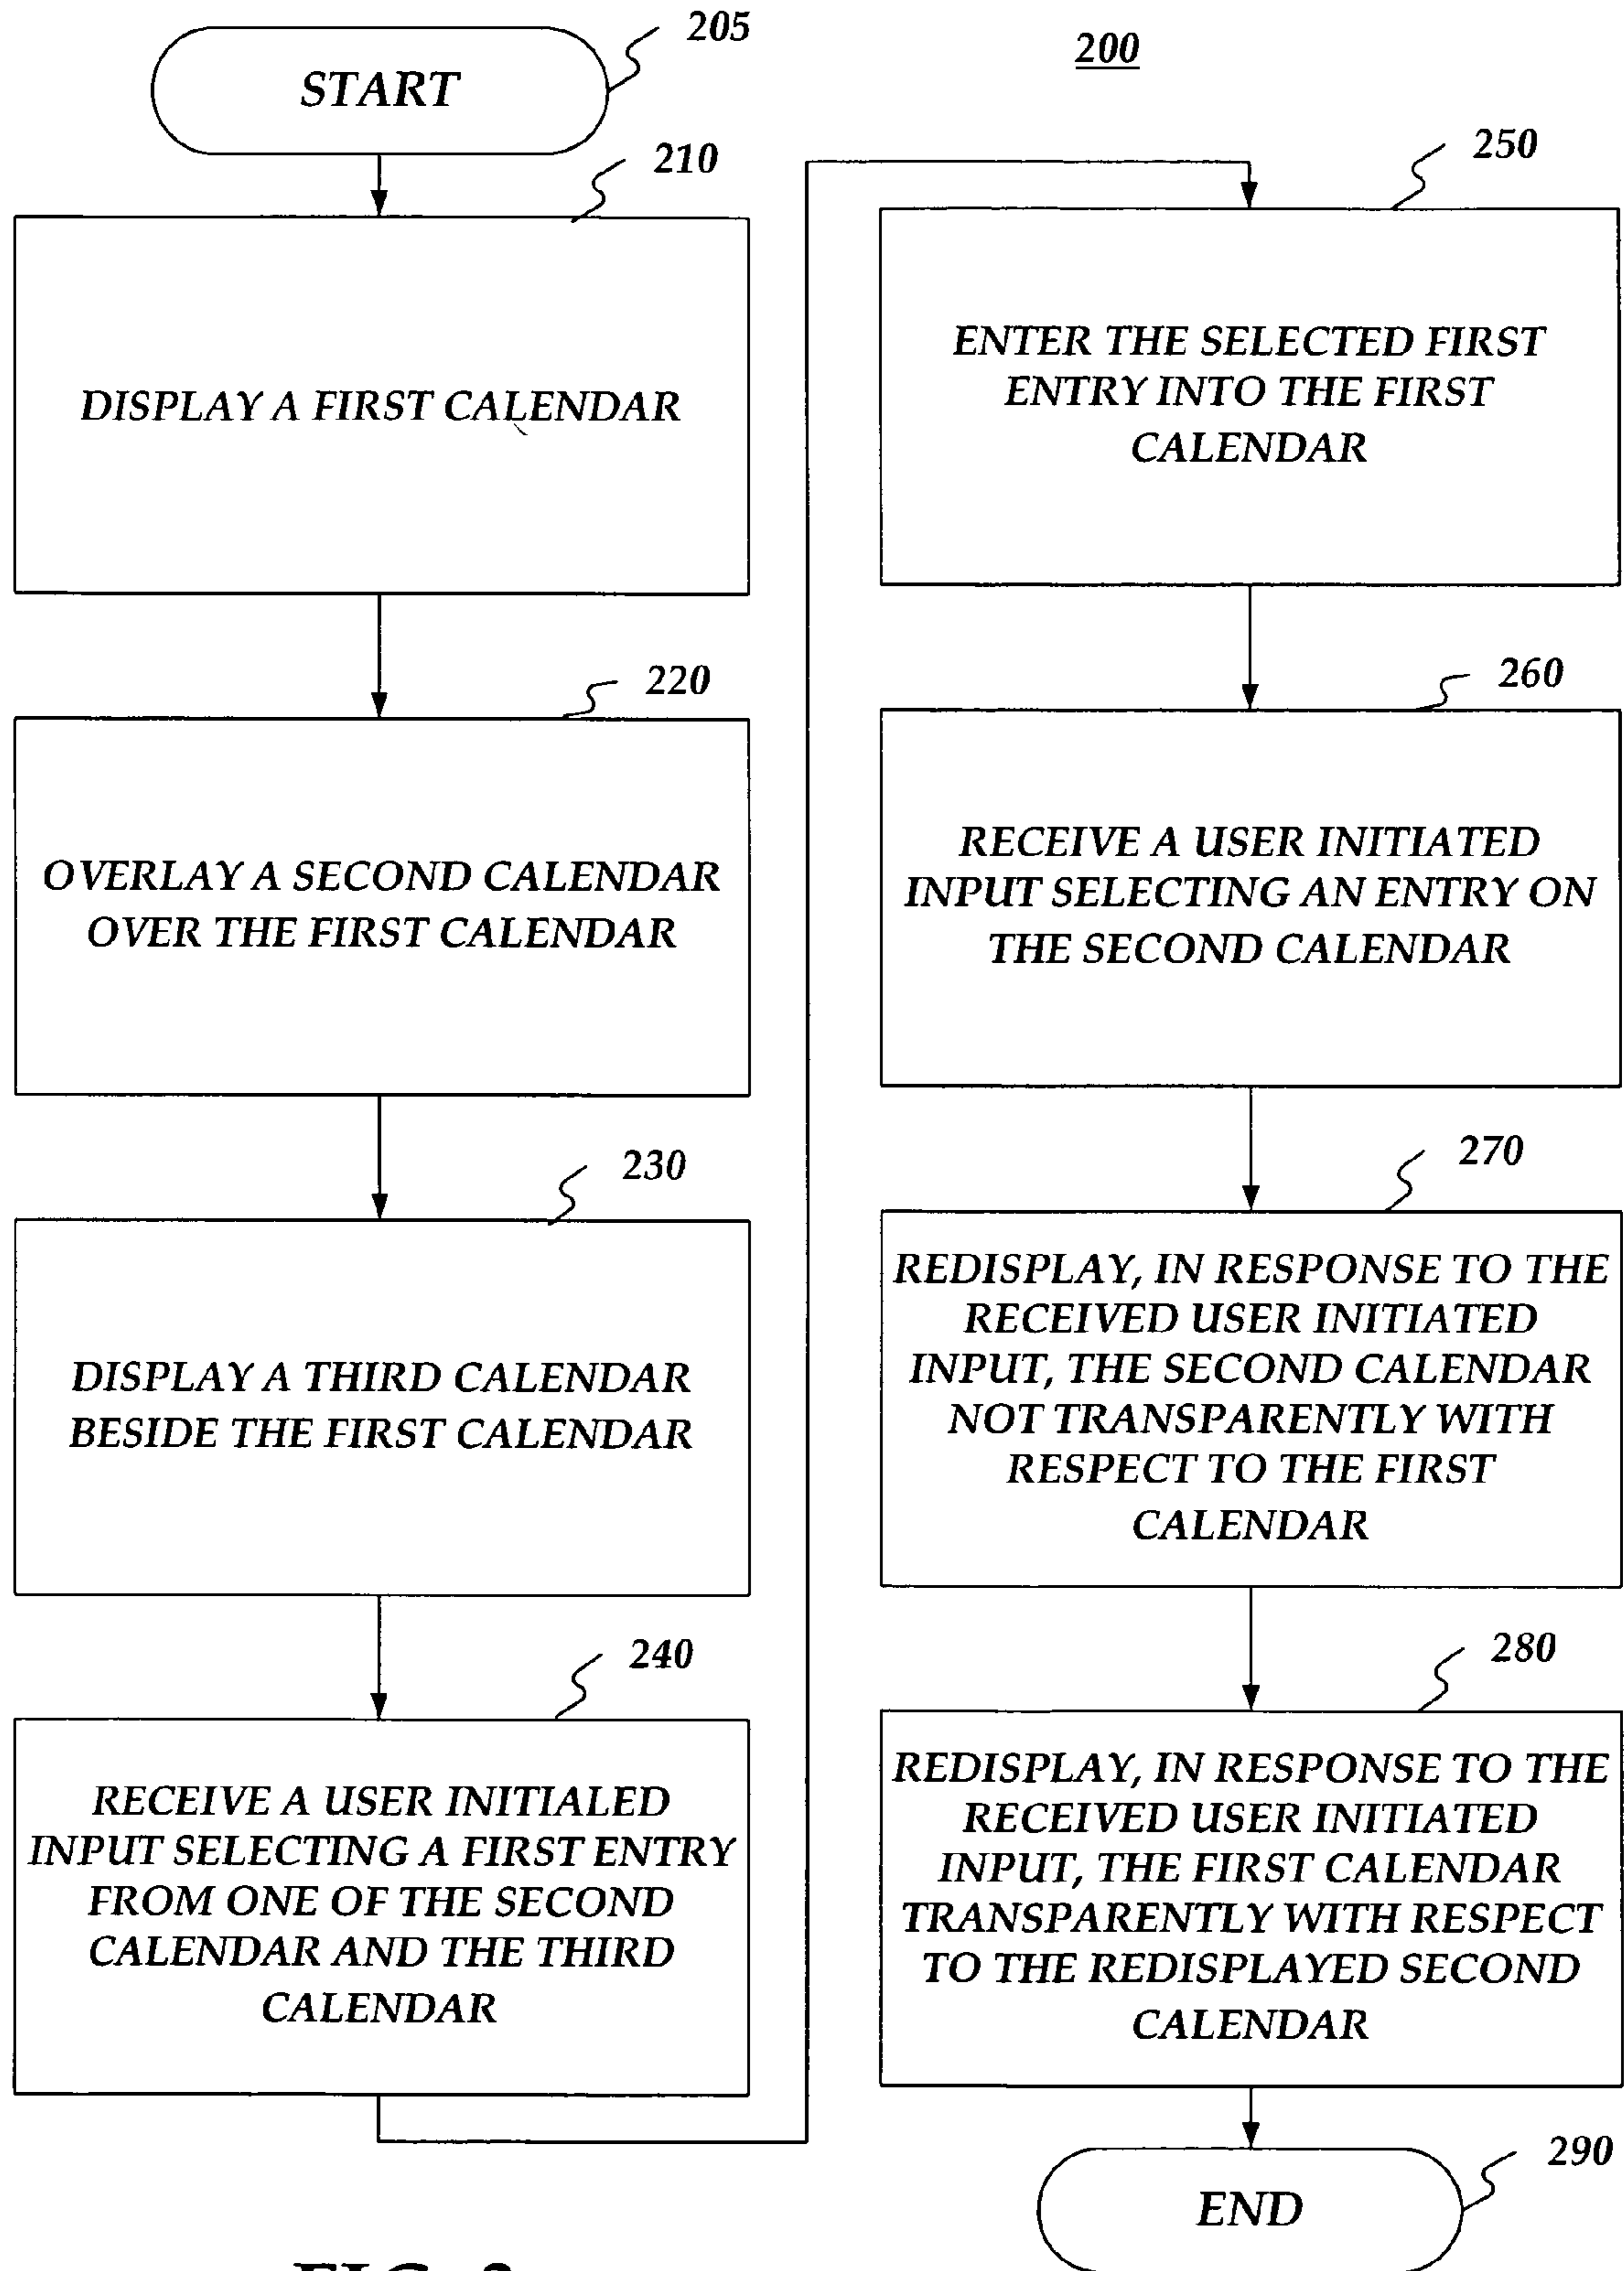 200
205
START
210
DISPLAY A FIRST CALENDAR
220
OVERLAY A SECOND CALENDAR
OVER THE FIRST CALENDAR
230
DISPLAY A THIRD CALENDAR
BESIDE THE FIRST CALENDAR
240
RECEIVE A USER INITIALED
INPUT SELECTING A FIRST ENTRY
FROM ONE OF THE SECOND
CALENDAR AND THE THIRD
CALENDAR
250
ENTER THE SELECTED FIRST
ENTRY INTO THE FIRST
CALENDAR
260
RECEIVE A USER INITIATED
INPUT SELECTING AN ENTRY ON
THE SECOND CALENDAR
270
REDISPLAY, IN RESPONSE TO THE
RECEIVED USER INITIATED
INPUT, THE SECOND CALENDAR
NOT TRANSPARENTLY WITH
RESPECT TO THE FIRST
CALENDAR
280
REDISPLAY, IN RESPONSE TO THE
RECEIVED USER INITIATED
INPUT, THE FIRST CALENDAR
TRANSPARENTLY WITH RESPECT
TO THE REDISPLAYED SECOND
CALENDAR
290
END